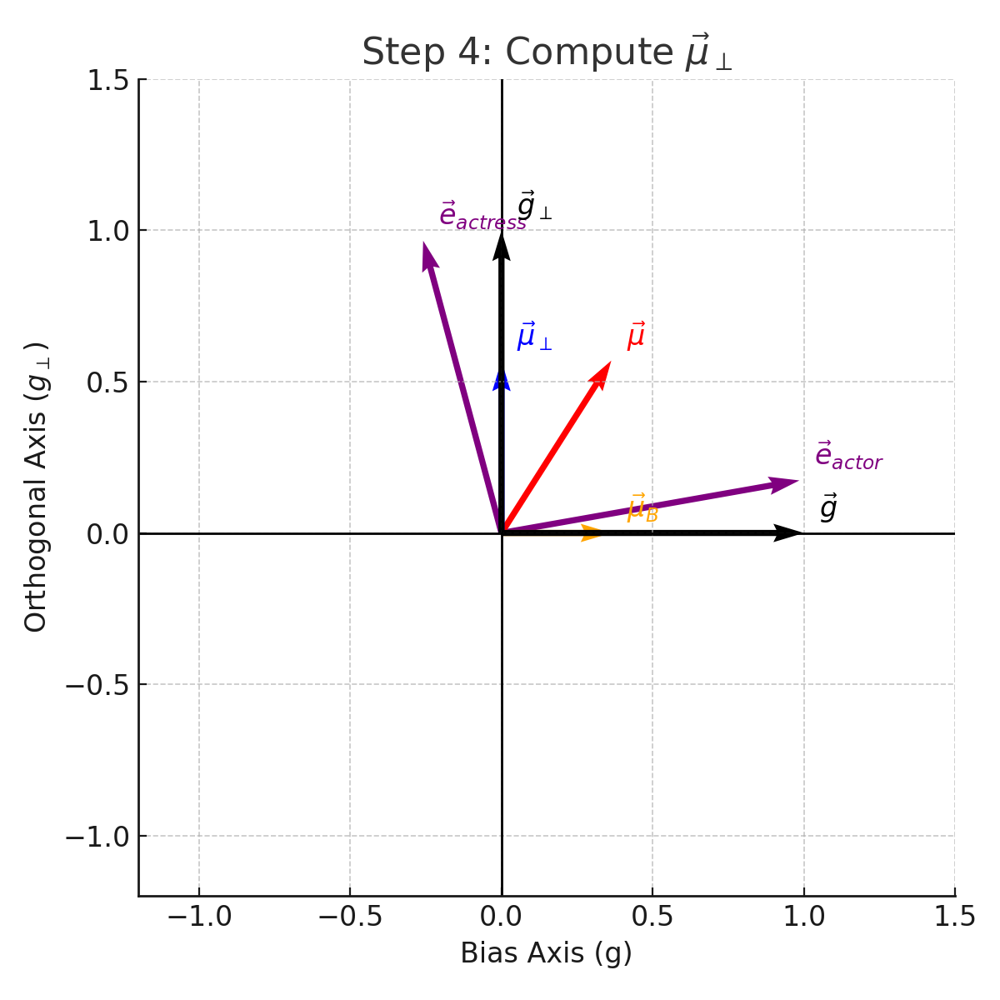 Step 4: Compute μ⃗⊥
1.5
1.0
0.5
0.0
−0.5
−1.0
Orthogonal Axis (g⊥)
e⃗actress
g⃗⊥
μ⃗⊥
μ⃗
e⃗actor
μ⃗B
g⃗
−1.0 −0.5 0.0 0.5 1.0 1.5
Bias Axis (g)